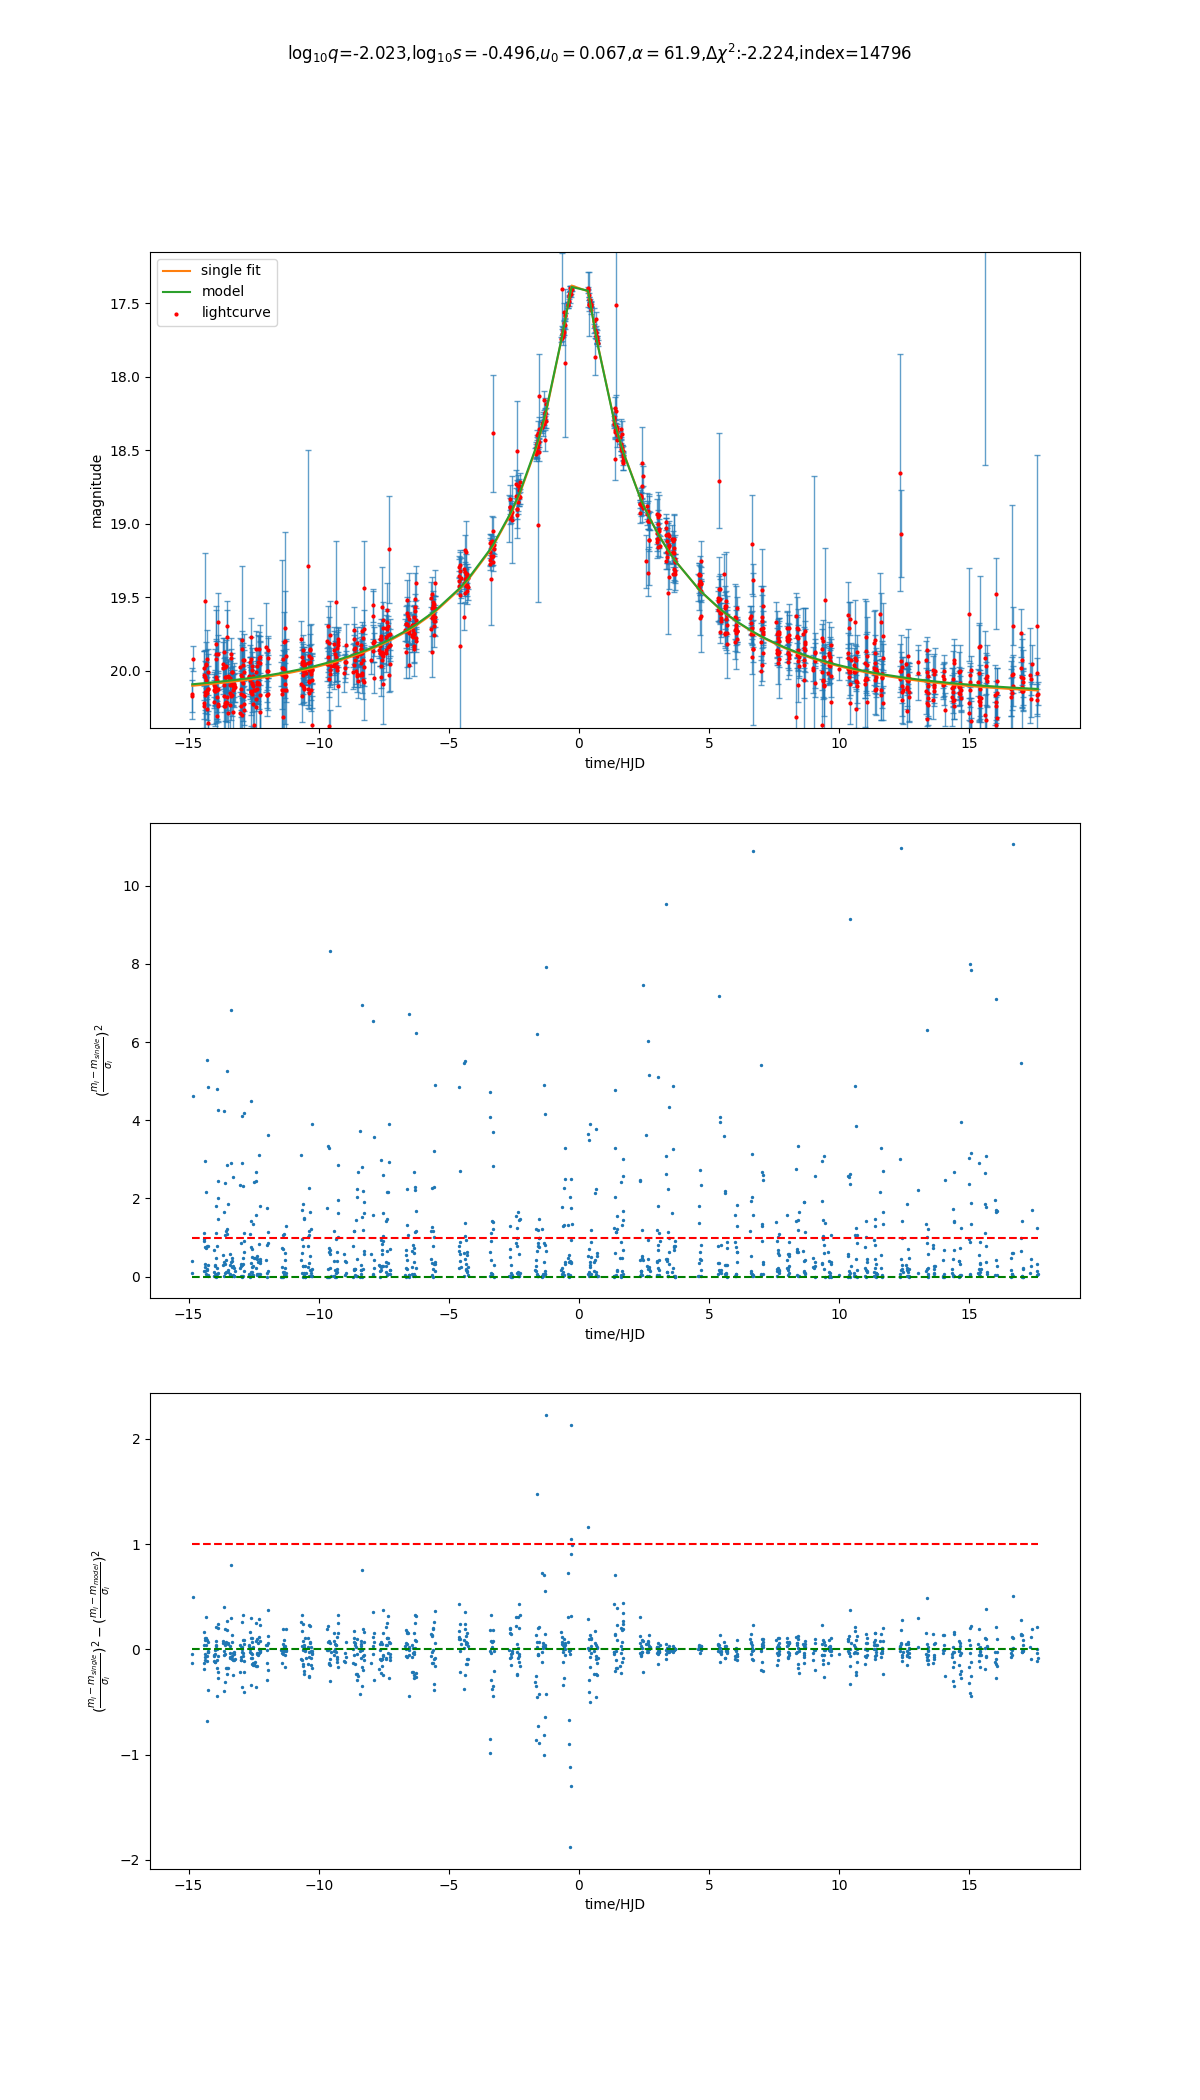 log₁₀q=-2.023,log₁₀s = -0.496,u₀ = 0.067,α = 61.9,Δχ²:-2.224,index=14796
single fit
model
lightcurve
magnitude
17.5
18.0
18.5
19.0
19.5
20.0
−15 −10 −5 0 5 10 15
time/HJD
(mᵢ − m_single / σᵢ)²
10
8
6
4
2
0
−15 −10 −5 0 5 10 15
time/HJD
(mᵢ − m_single / σᵢ)² − (mᵢ − m_model / σᵢ)²
2
1
0
−1
−2
−15 −10 −5 0 5 10 15
time/HJD